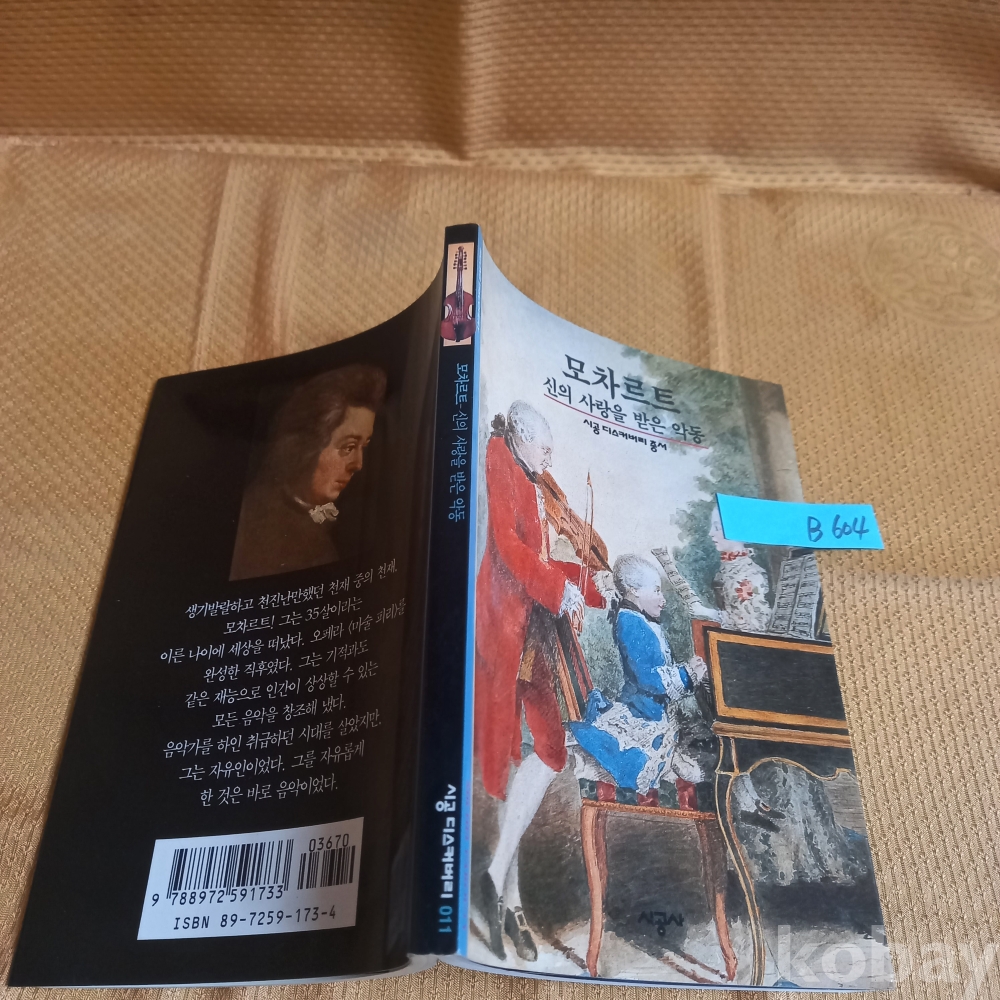 모차르트
신의 사랑을 받은 악동
시공 디스커버리 총서
B 604
시공사
모차르트 신의 사랑을 받은 악동
시공 디스커버리 011
생기발랄하고 천진난만했던 천재 중의 천재,
모차르트! 그는 35살이라는
이른 나이에 세상을 떠났다. 오페라 〈마술 피리〉를
완성한 직후였다. 그는 기적과도
같은 재능으로 인간이 상상할 수 있는
모든 음악을 창조해 냈다.
음악가를 하인 취급하던 시대를 살았지만,
그는 자유인이었다. 그를 자유롭게
한 것은 바로 음악이었다.
03670
9 788972 591733
ISBN 89-7259-173-4
kobay